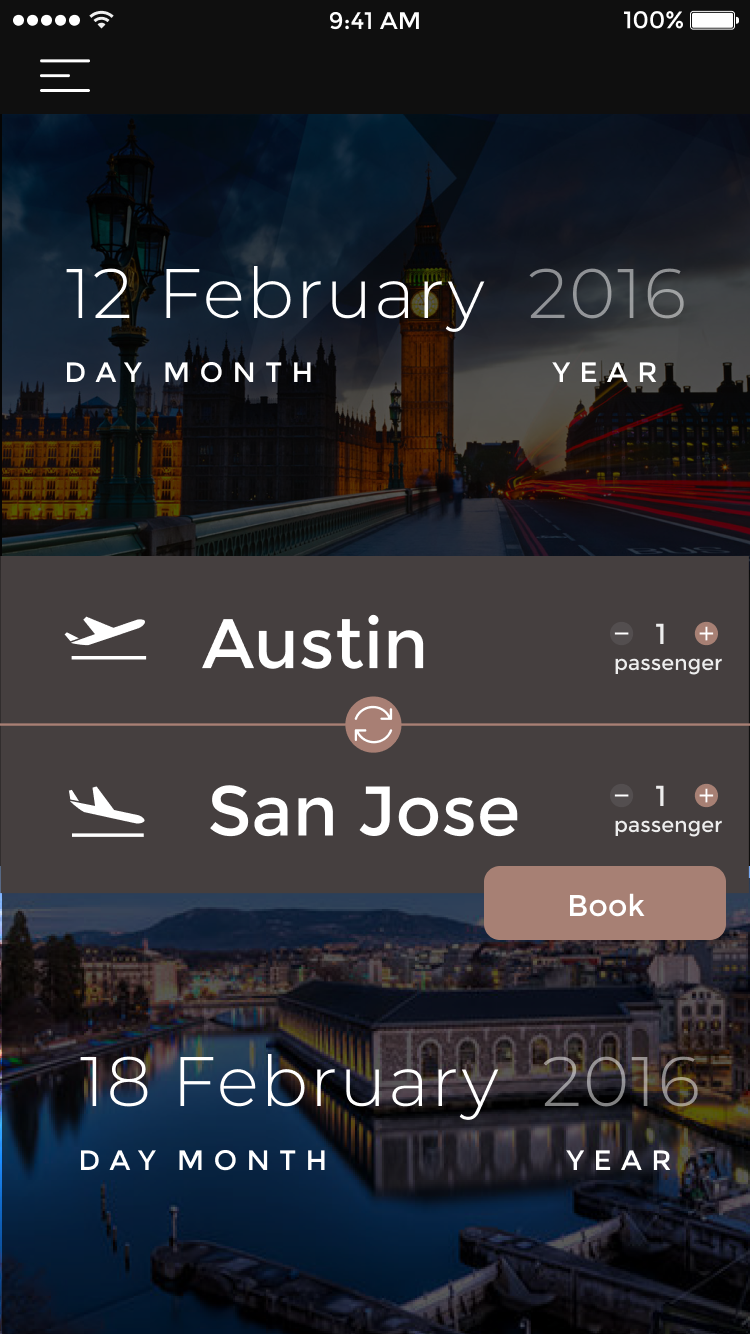 9:41 AM 100%
12 February 2016
DAY MONTH YEAR
Austin
− 1 +
passenger
San Jose
− 1 +
passenger
Book
18 February 2016
DAY MONTH YEAR
BUS